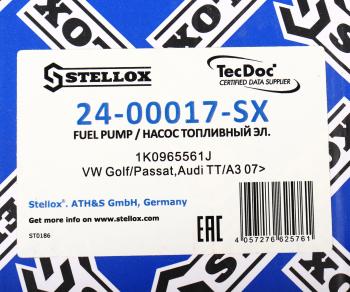 STELLOX
TecDoc
CERTIFIED DATA SUPPLIER
24-00017-SX
FUEL PUMP / НАСОС ТОПЛИВНЫЙ ЭЛ.
1K0965561J
VW Golf/Passat,Audi TT/A3 07>
Stellox®. ATH&S GmbH, Germany
Get more info on www.stellox.com
ST0186
EAC
4 057276 625761